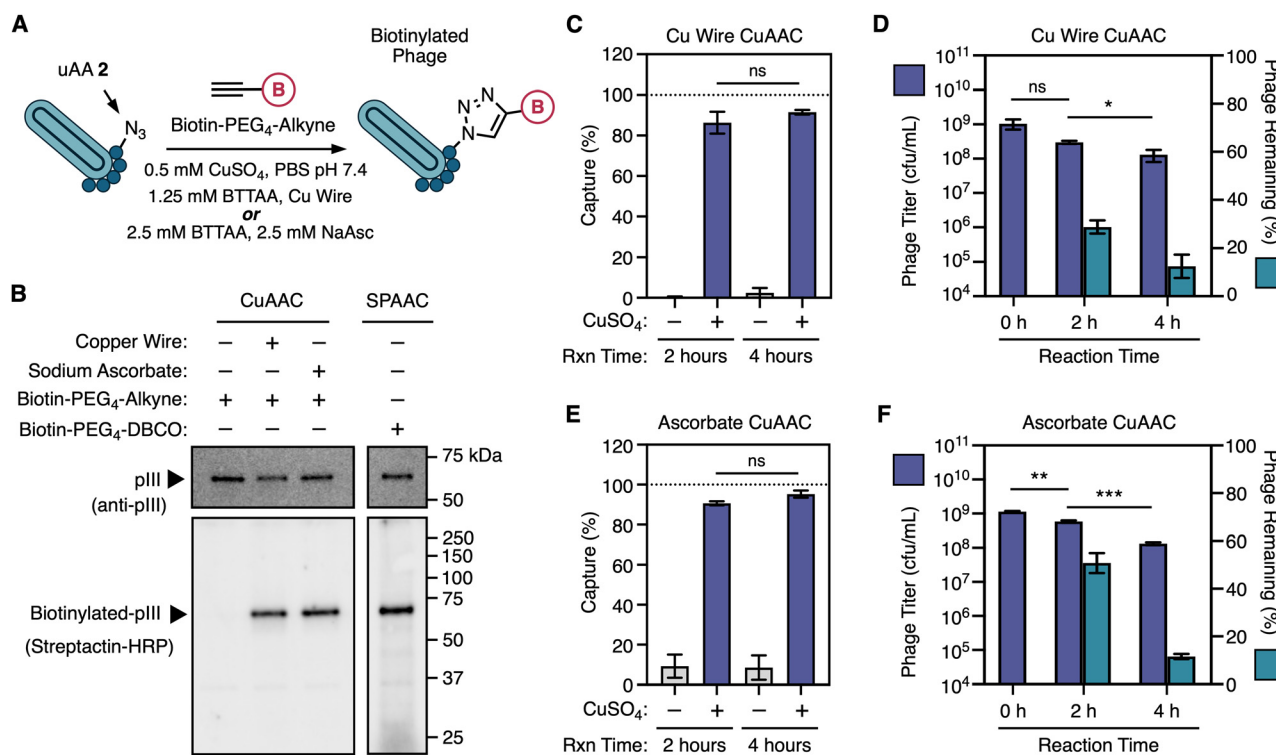 A
uAA 2
N3
B
Biotin-PEG4-Alkyne
0.5 mM CuSO4, PBS pH 7.4
1.25 mM BTTAA, Cu Wire
or
2.5 mM BTTAA, 2.5 mM NaAsc
Biotinylated
Phage
N N
N
B
B
CuAAC SPAAC
Copper Wire: – + – –
Sodium Ascorbate: – – + –
Biotin-PEG4-Alkyne: + + + –
Biotin-PEG4-DBCO: – – – +
pIII
(anti-pIII)
75 kDa
50
Biotinylated-pIII
(Streptactin-HRP)
250
150
100
75
50
37
25
C
Cu Wire CuAAC
Capture (%)
120
100
80
60
40
20
0
ns
CuSO4: – + – +
Rxn Time: 2 hours 4 hours
D
Cu Wire CuAAC
Phage Titer (cfu/mL)
10^11
10^10
10^9
10^8
10^7
10^6
10^5
10^4
ns
*
100
80
60
40
20
0
Phage Remaining (%)
0 h 2 h 4 h
Reaction Time
E
Ascorbate CuAAC
Capture (%)
120
100
80
60
40
20
0
ns
CuSO4: – + – +
Rxn Time: 2 hours 4 hours
F
Ascorbate CuAAC
Phage Titer (cfu/mL)
10^11
10^10
10^9
10^8
10^7
10^6
10^5
10^4
**
***
100
80
60
40
20
0
Phage Remaining (%)
0 h 2 h 4 h
Reaction Time